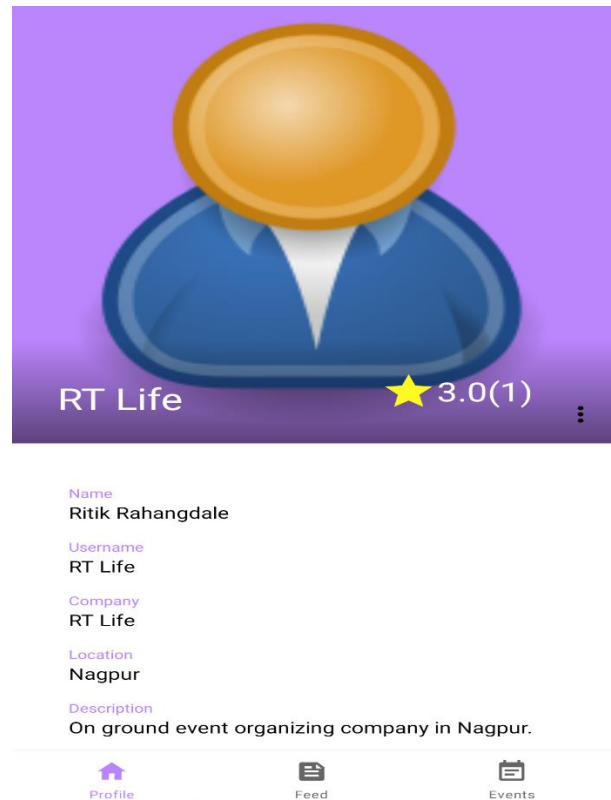 RT Life
3.0(1)
Name
Ritik Rahangdale
Username
RT Life
Company
RT Life
Location
Nagpur
Description
On ground event organizing company in Nagpur.
Profile
Feed
Events